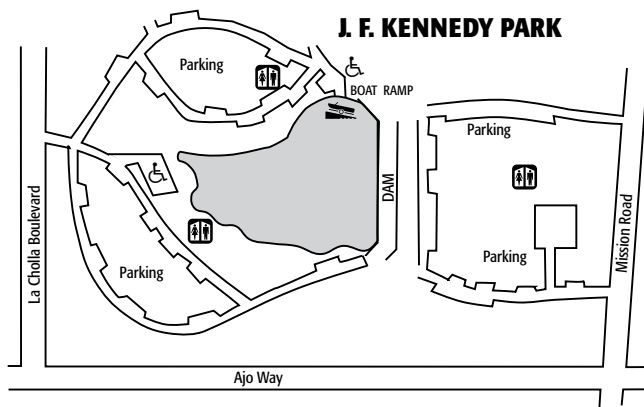 J. F. KENNEDY PARK
Parking
BOAT RAMP
Parking
La Cholla Boulevard
DAM
Mission Road
Parking
Parking
Ajo Way